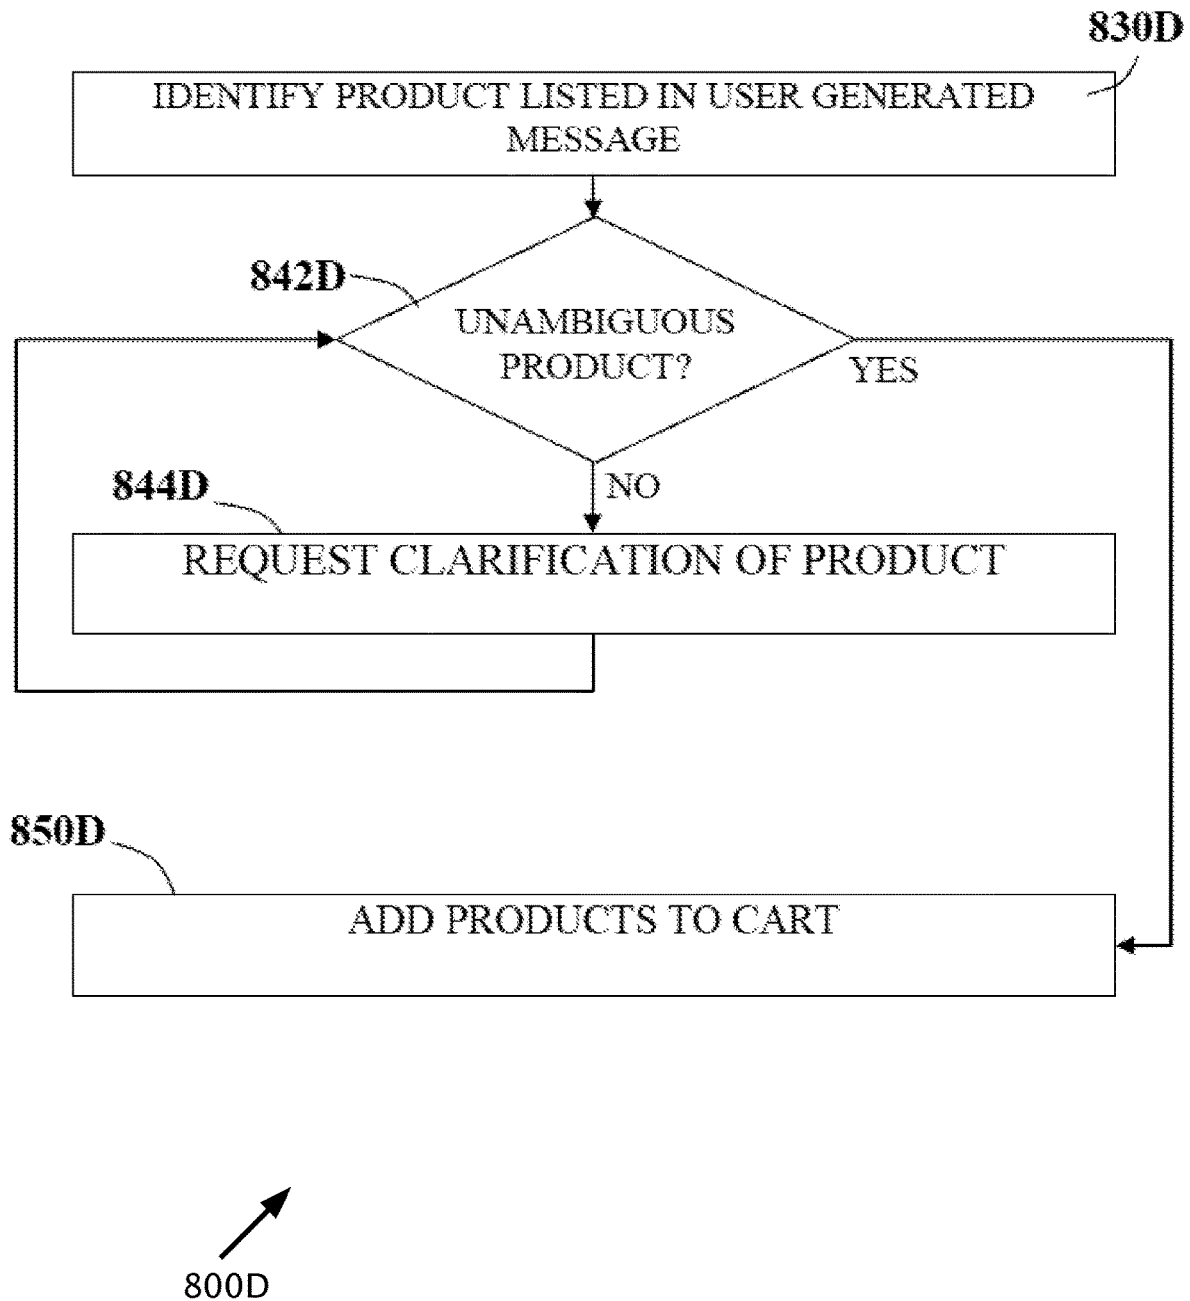 830D
IDENTIFY PRODUCT LISTED IN USER GENERATED
MESSAGE
842D
UNAMBIGUOUS
PRODUCT?
YES
NO
844D
REQUEST CLARIFICATION OF PRODUCT
850D
ADD PRODUCTS TO CART
800D